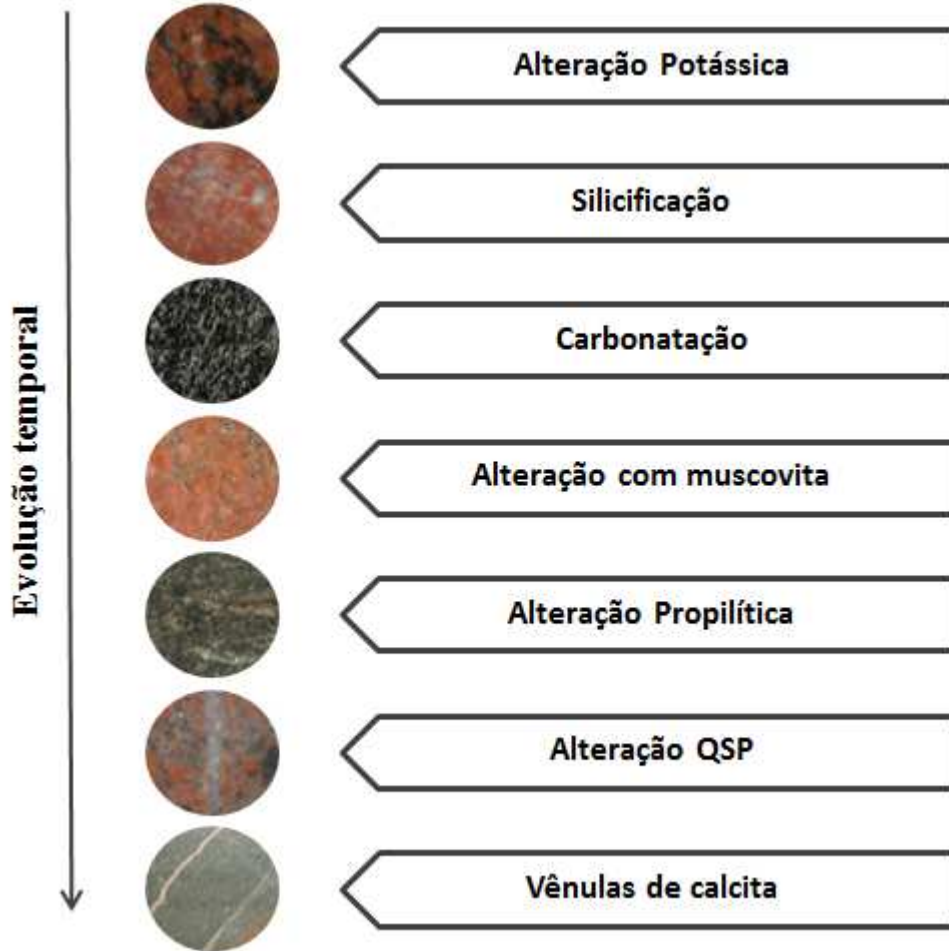 Evolução temporal
Alteração Potássica
Silicificação
Carbonatação
Alteração com muscovita
Alteração Propilítica
Alteração QSP
Vênulas de calcita